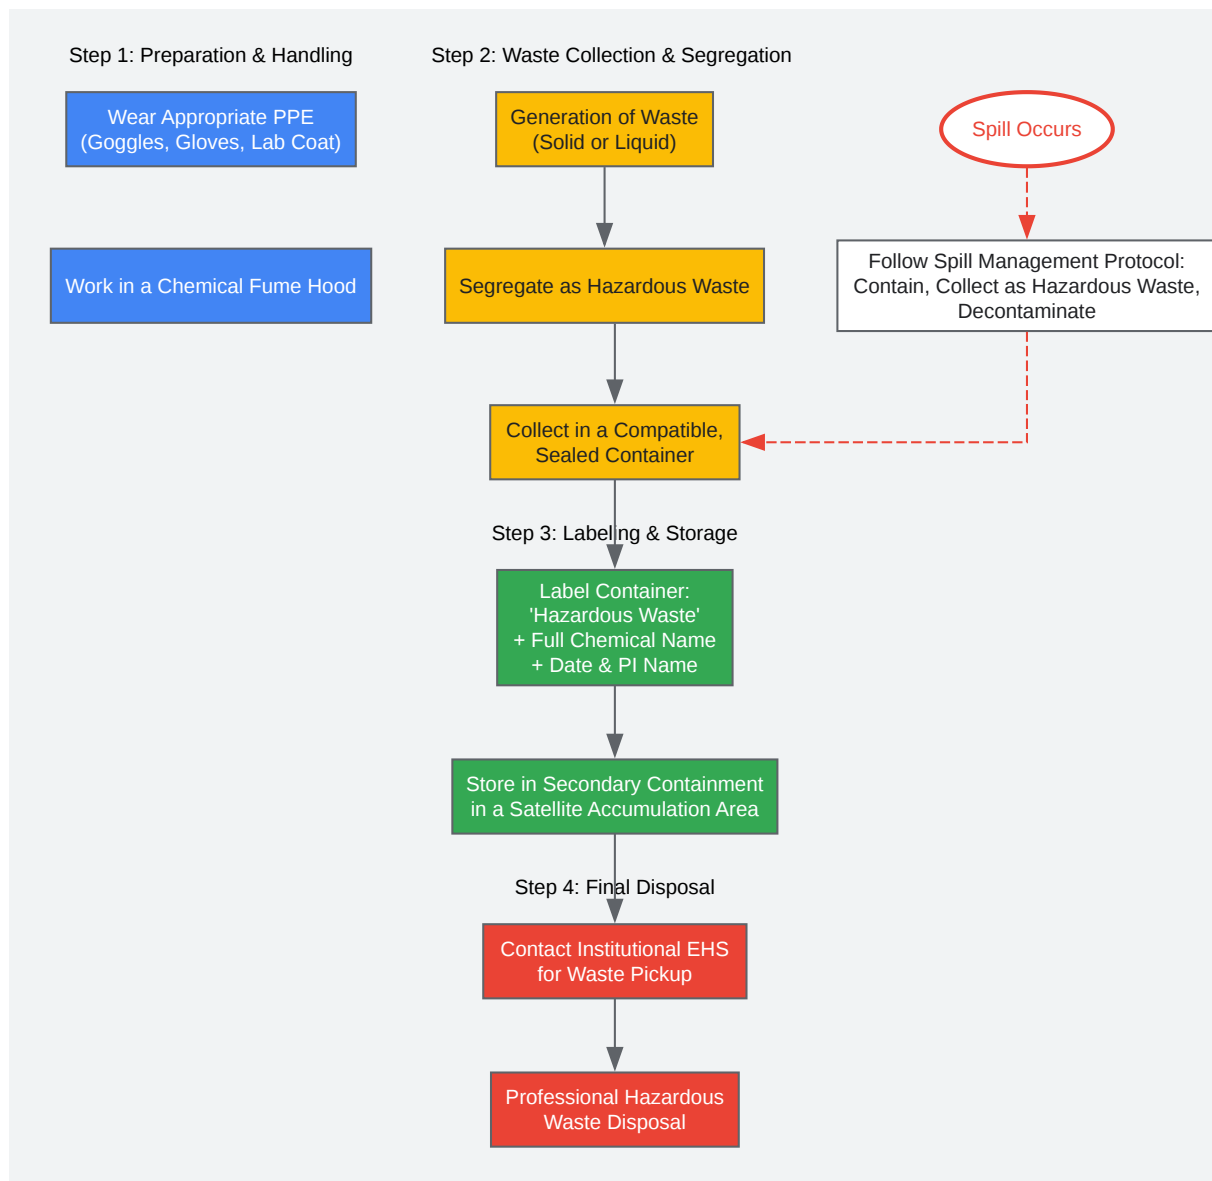 Step 1: Preparation & Handling
Wear Appropriate PPE
(Goggles, Gloves, Lab Coat)
Work in a Chemical Fume Hood
Step 2: Waste Collection & Segregation
Generation of Waste
(Solid or Liquid)
Segregate as Hazardous Waste
Collect in a Compatible,
Sealed Container
Spill Occurs
Follow Spill Management Protocol:
Contain, Collect as Hazardous Waste,
Decontaminate
Step 3: Labeling & Storage
Label Container:
'Hazardous Waste'
+ Full Chemical Name
+ Date & PI Name
Store in Secondary Containment
in a Satellite Accumulation Area
Step 4: Final Disposal
Contact Institutional EHS
for Waste Pickup
Professional Hazardous
Waste Disposal